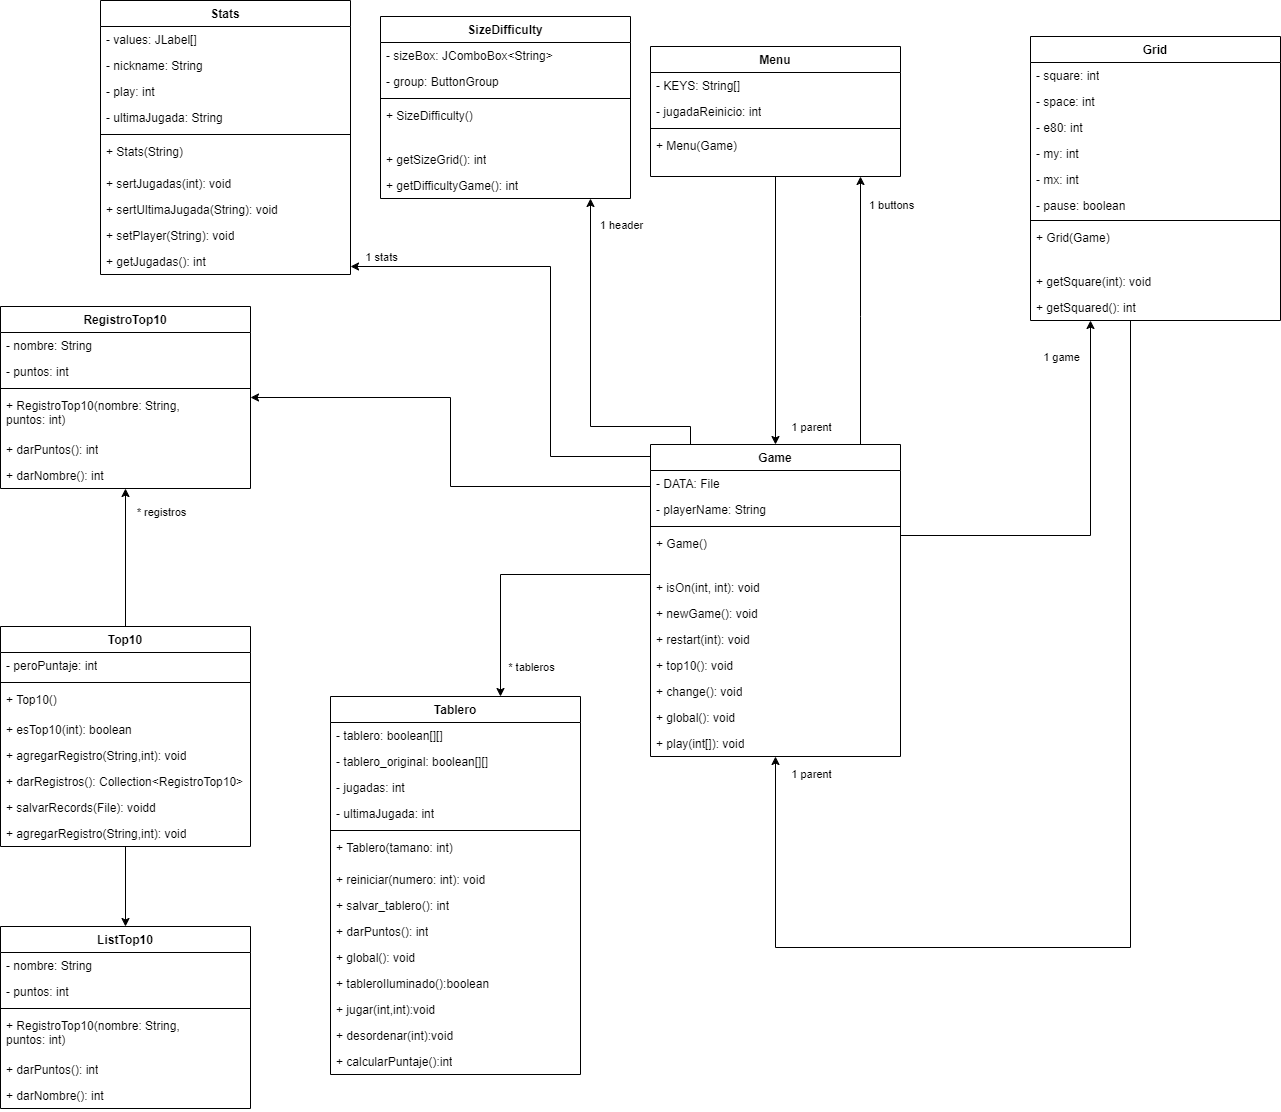 Stats
- values: JLabel[]
- nickname: String
- play: int
- ultimaJugada: String
+ Stats(String)
+ sertJugadas(int): void
+ sertUltimaJugada(String): void
+ setPlayer(String): void
+ getJugadas(): int
SizeDifficulty
- sizeBox: JComboBox<String>
- group: ButtonGroup
+ SizeDifficulty()
+ getSizeGrid(): int
+ getDifficultyGame(): int
Menu
- KEYS: String[]
- jugadaReinicio: int
+ Menu(Game)
Grid
- square: int
- space: int
- e80: int
- my: int
- mx: int
- pause: boolean
+ Grid(Game)
+ getSquare(int): void
+ getSquared(): int
1 stats
1 header
1 buttons
1 game
1 parent
RegistroTop10
- nombre: String
- puntos: int
+ RegistroTop10(nombre: String,
puntos: int)
+ darPuntos(): int
+ darNombre(): int
* registros
Game
- DATA: File
- playerName: String
+ Game()
+ isOn(int, int): void
+ newGame(): void
+ restart(int): void
+ top10(): void
+ change(): void
+ global(): void
+ play(int[]): void
1 parent
* tableros
Top10
- peroPuntaje: int
+ Top10()
+ esTop10(int): boolean
+ agregarRegistro(String,int): void
+ darRegistros(): Collection<RegistroTop10>
+ salvarRecords(File): voidd
+ agregarRegistro(String,int): void
Tablero
- tablero: boolean[][]
- tablero_original: boolean[][]
- jugadas: int
- ultimaJugada: int
+ Tablero(tamano: int)
+ reiniciar(numero: int): void
+ salvar_tablero(): int
+ darPuntos(): int
+ global(): void
+ tableroIluminado():boolean
+ jugar(int,int):void
+ desordenar(int):void
+ calcularPuntaje():int
ListTop10
- nombre: String
- puntos: int
+ RegistroTop10(nombre: String,
puntos: int)
+ darPuntos(): int
+ darNombre(): int